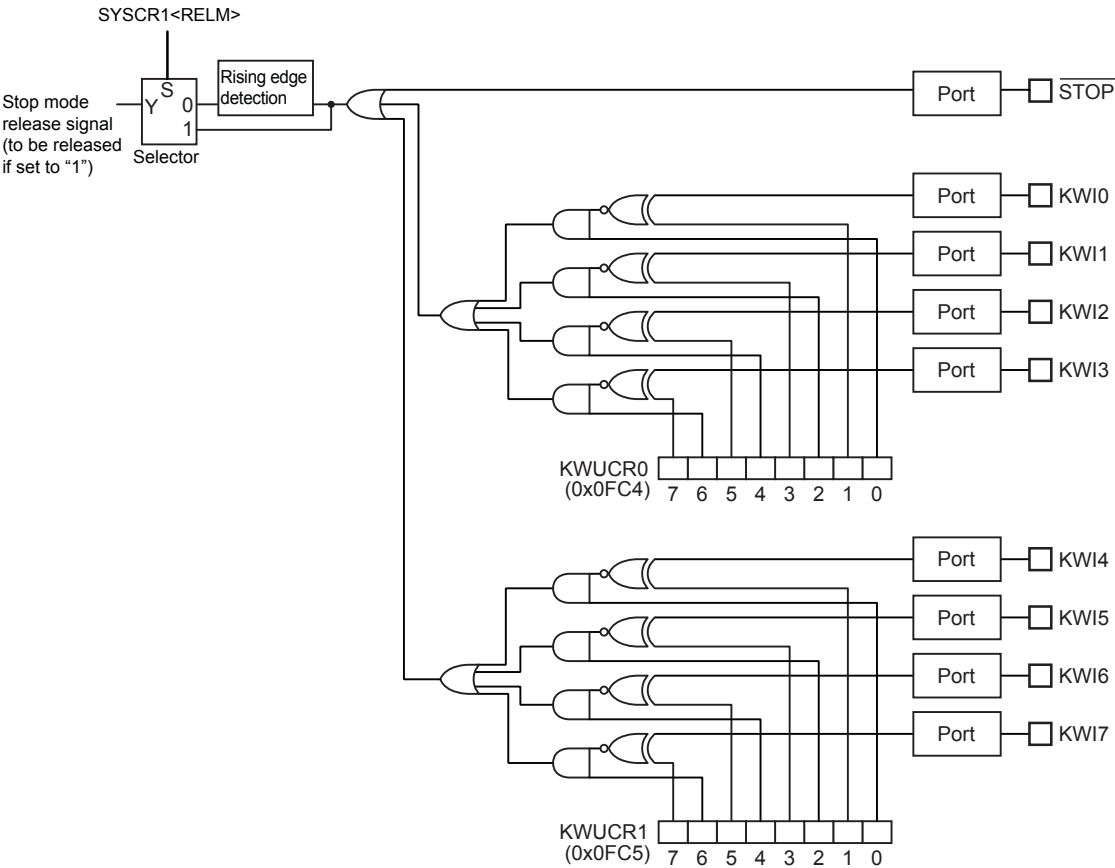 SYSCR1<RELM>
Stop mode
release signal
(to be released
if set to “1”)
Y S 0
1
Selector
Rising edge
detection
Port STOP
Port KWI0
Port KWI1
Port KWI2
Port KWI3
KWUCR0
(0x0FC4) 7 6 5 4 3 2 1 0
Port KWI4
Port KWI5
Port KWI6
Port KWI7
KWUCR1
(0x0FC5) 7 6 5 4 3 2 1 0